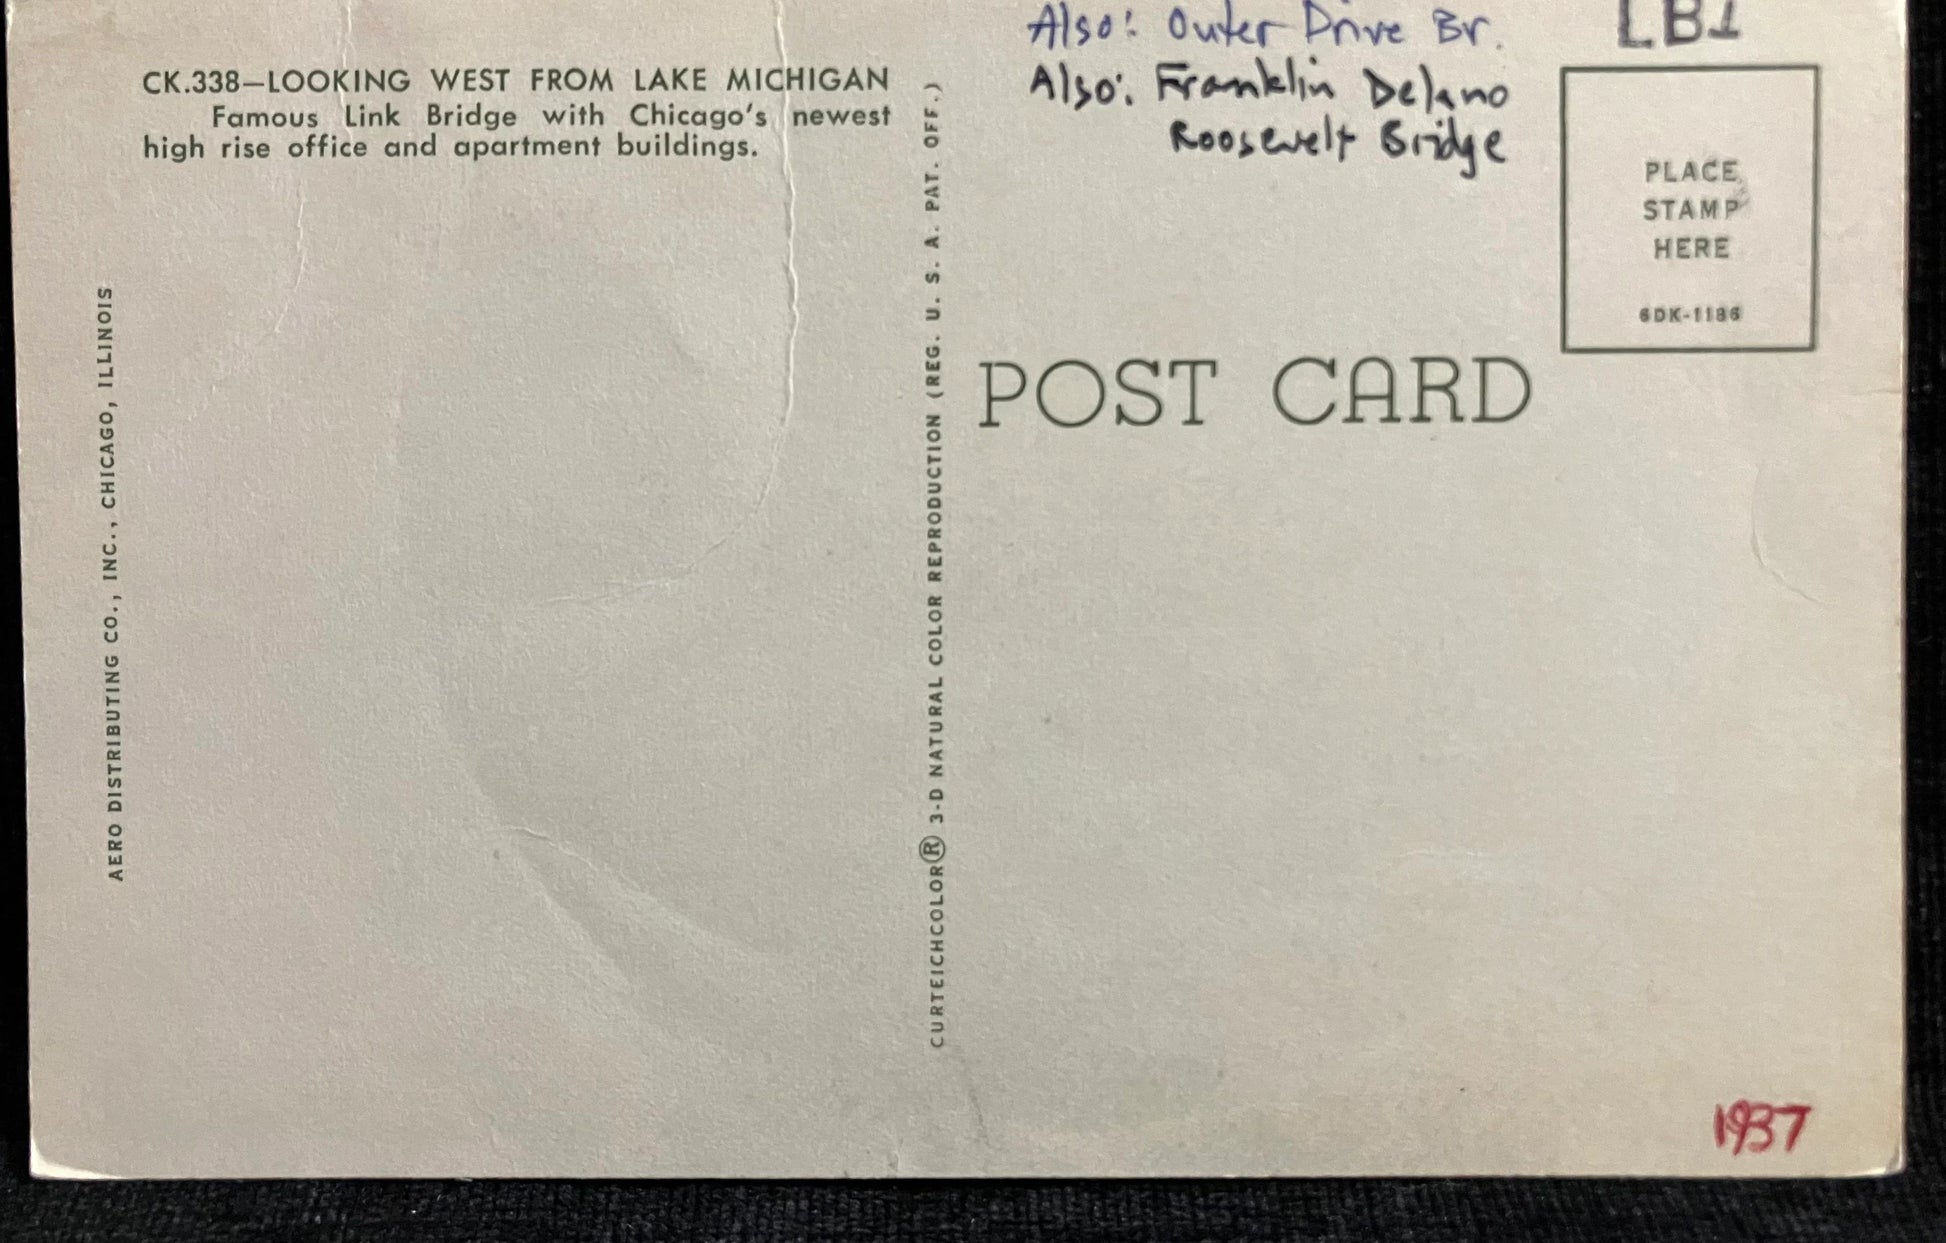 CK.338—LOOKING WEST FROM LAKE MICHIGAN
Famous Link Bridge with Chicago's newest
high rise office and apartment buildings.
AERO DISTRIBUTING CO., INC., CHICAGO, ILLINOIS
CURTEICHCOLOR® 3-D NATURAL COLOR REPRODUCTION (REG. U. S. A. PAT. OFF.)
Also: Outer Drive Br.
Also: Franklin Delano
Roosevelt Bridge
LB1
PLACE
STAMP
HERE
6DK-1186
POST CARD
1937